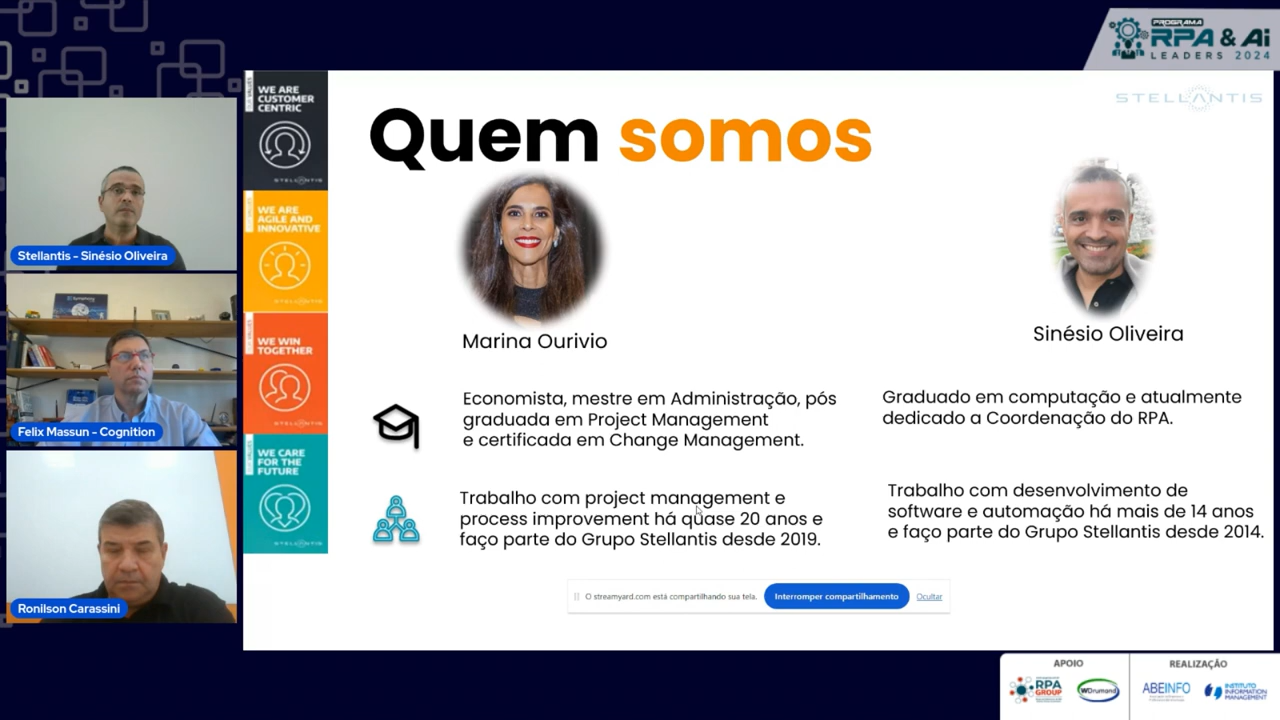 PROGRAMA
RPA & Ai
LEADERS 2024
STELLANTIS
WE ARE
CUSTOMER
CENTRIC
STELLANTIS
WE ARE
AGILE AND
INNOVATIVE
STELLANTIS
WE WIN
TOGETHER
STELLANTIS
WE CARE
FOR THE
FUTURE
STELLANTIS
Quem somos
Marina Ourivio
Sinésio Oliveira
Economista, mestre em Administração, pós
graduada em Project Management
e certificada em Change Management.
Graduado em computação e atualmente
dedicado a Coordenação do RPA.
Trabalho com project management e
process improvement há quase 20 anos e
faço parte do Grupo Stellantis desde 2019.
Trabalho com desenvolvimento de
software e automação há mais de 14 anos
e faço parte do Grupo Stellantis desde 2014.
O streamyard.com está compartilhando sua tela.
Interromper compartilhamento
Ocultar
Stellantis - Sinésio Oliveira
Felix Massun - Cognition
Ronilson Carassini
APOIO
RPA
GROUP
WDrumond
REALIZAÇÃO
ABEINFO
INSTITUTO
INFORMATION
MANAGEMENT